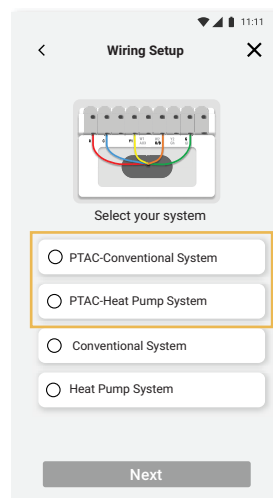 11:11
Wiring Setup
Select your system
PTAC-Conventional System
PTAC-Heat Pump System
Conventional System
Heat Pump System
Next